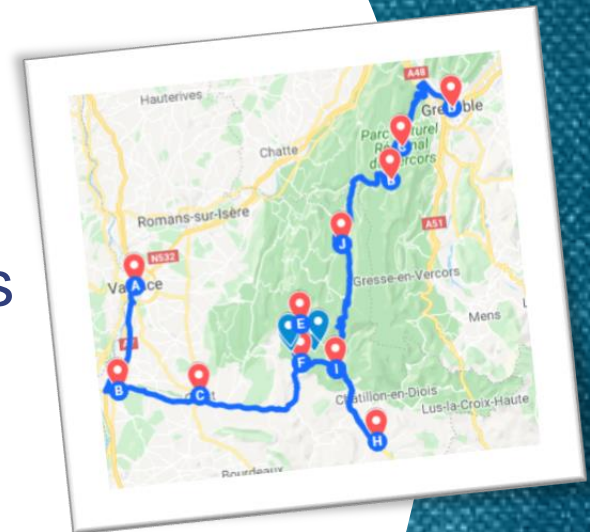 A48
Hauterives
Grenoble
Chatte
Parc Naturel
Régional
du Vercors
Romans-sur-Isère
A51
N532
J
Gresse-en-Vercors
A
s
Mens
E
F
I
B
C
Châtillon-en-Diois
Lus-la-Croix-Haute
H
Bourdeaux